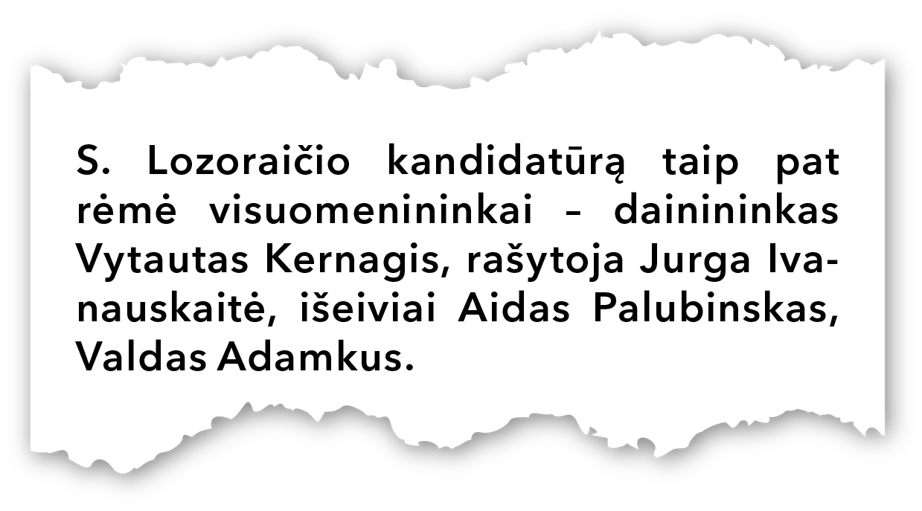 S. Lozoraičio kandidatūrą taip pat
rėmė visuomenininkai – dainininkas
Vytautas Kernagis, rašytoja Jurga Iva-
nauskaitė, išeiviai Aidas Palubinskas,
Valdas Adamkus.